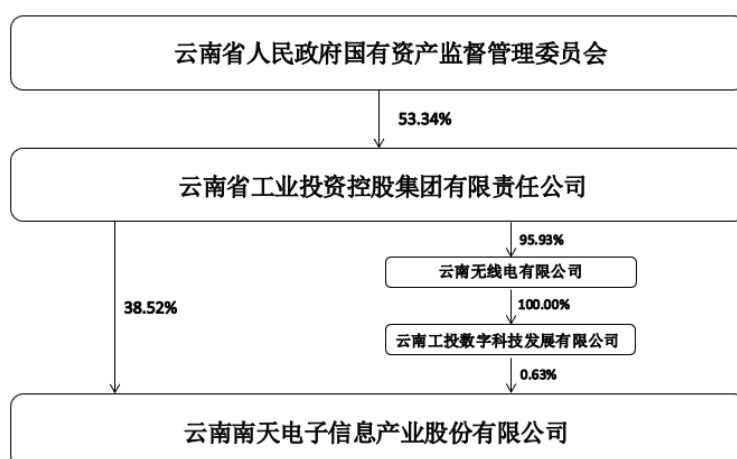 云南省人民政府国有资产监督管理委员会
53.34%
云南省工业投资控股集团有限责任公司
95.93%
云南无线电有限公司
38.52%
100.00%
云南工投数字科技发展有限公司
0.63%
云南南天电子信息产业股份有限公司